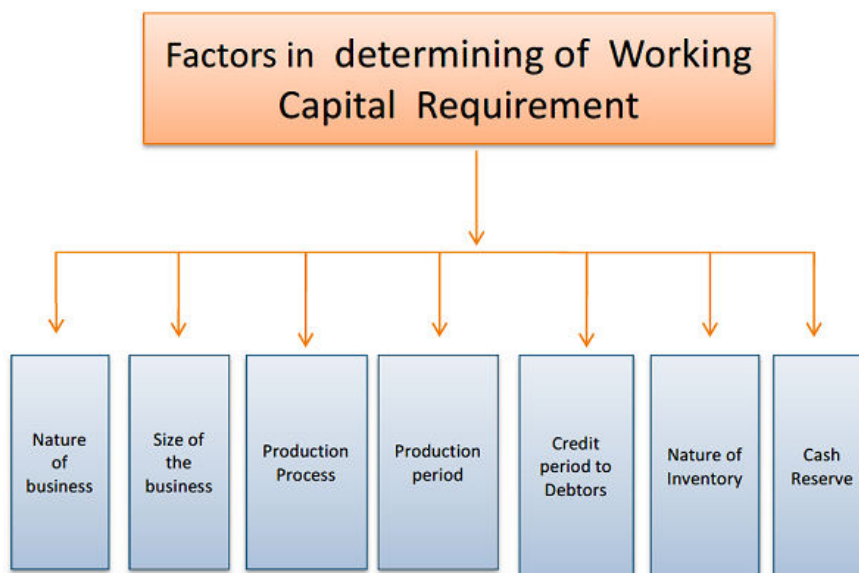 Factors in determining of Working
Capital Requirement
Nature
of
business
Size of
the
business
Production
Process
Production
period
Credit
period to
Debtors
Nature of
Inventory
Cash
Reserve